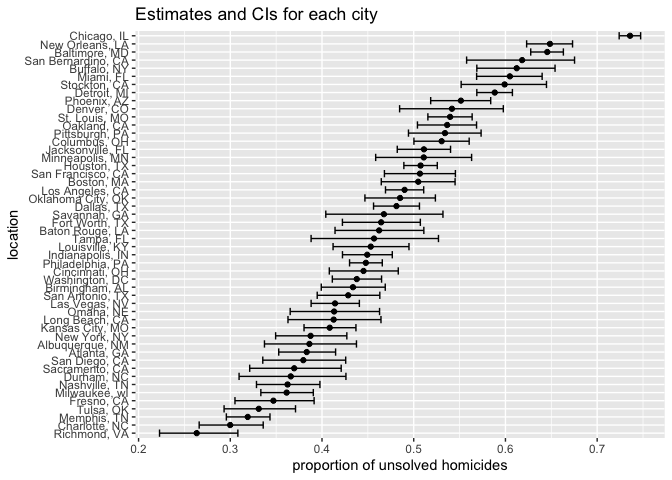 Estimates and CIs for each city
Chicago, IL
New Orleans, LA
Baltimore, MD
San Bernardino, CA
Buffalo, NY
Miami, FL
Stockton, CA
Detroit, MI
Phoenix, AZ
Denver, CO
St. Louis, MO
Oakland, CA
Pittsburgh, PA
Columbus, OH
Jacksonville, FL
Minneapolis, MN
Houston, TX
San Francisco, CA
Boston, MA
Los Angeles, CA
Oklahoma City, OK
Dallas, TX
Savannah, GA
Fort Worth, TX
Baton Rouge, LA
Tampa, FL
Louisville, KY
Indianapolis, IN
Philadelphia, PA
Cincinnati, OH
Washington, DC
Birmingham, AL
San Antonio, TX
Las Vegas, NV
Omaha, NE
Long Beach, CA
Kansas City, MO
New York, NY
Albuquerque, NM
Atlanta, GA
San Diego, CA
Sacramento, CA
Durham, NC
Nashville, TN
Milwaukee, wI
Fresno, CA
Tulsa, OK
Memphis, TN
Charlotte, NC
Richmond, VA
location
0.2 0.3 0.4 0.5 0.6 0.7
proportion of unsolved homicides